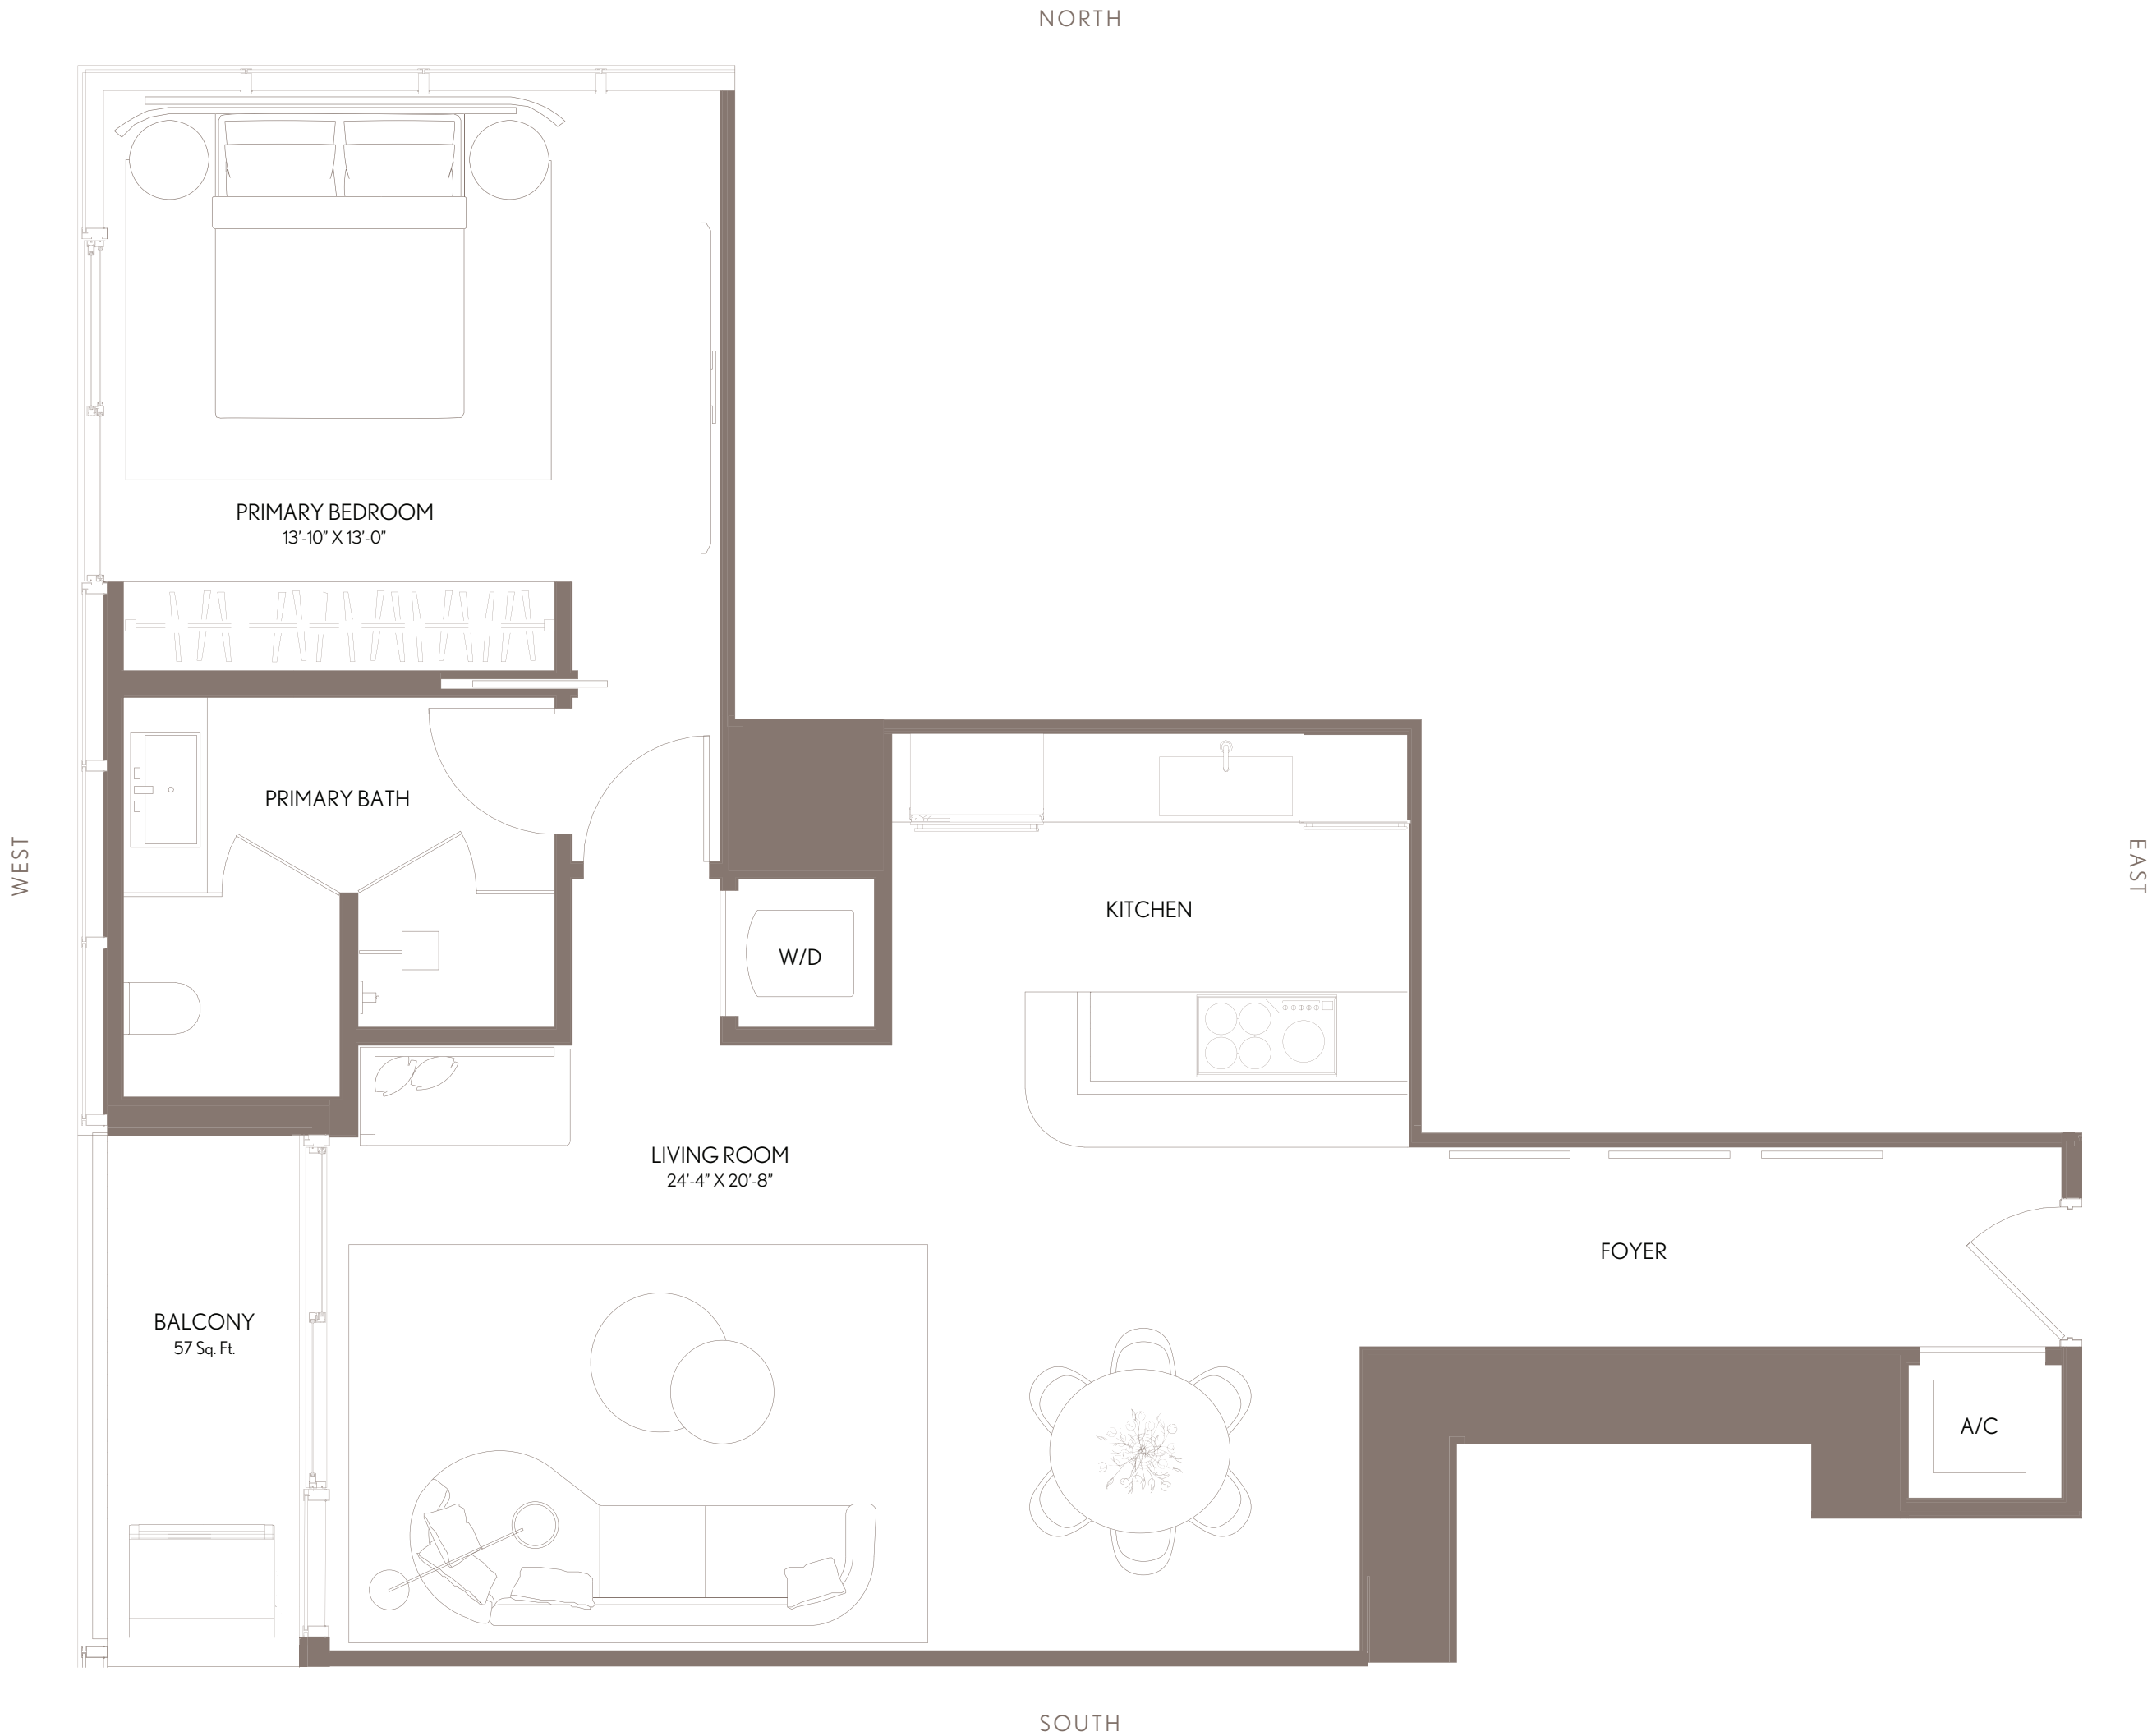 NORTH
PRIMARY BEDROOM
13'-10" X 13'-0"
PRIMARY BATH
WEST
EAST
KITCHEN
W/D
LIVING ROOM
24'-4" X 20'-8"
FOYER
BALCONY
57 Sq. Ft.
A/C
SOUTH